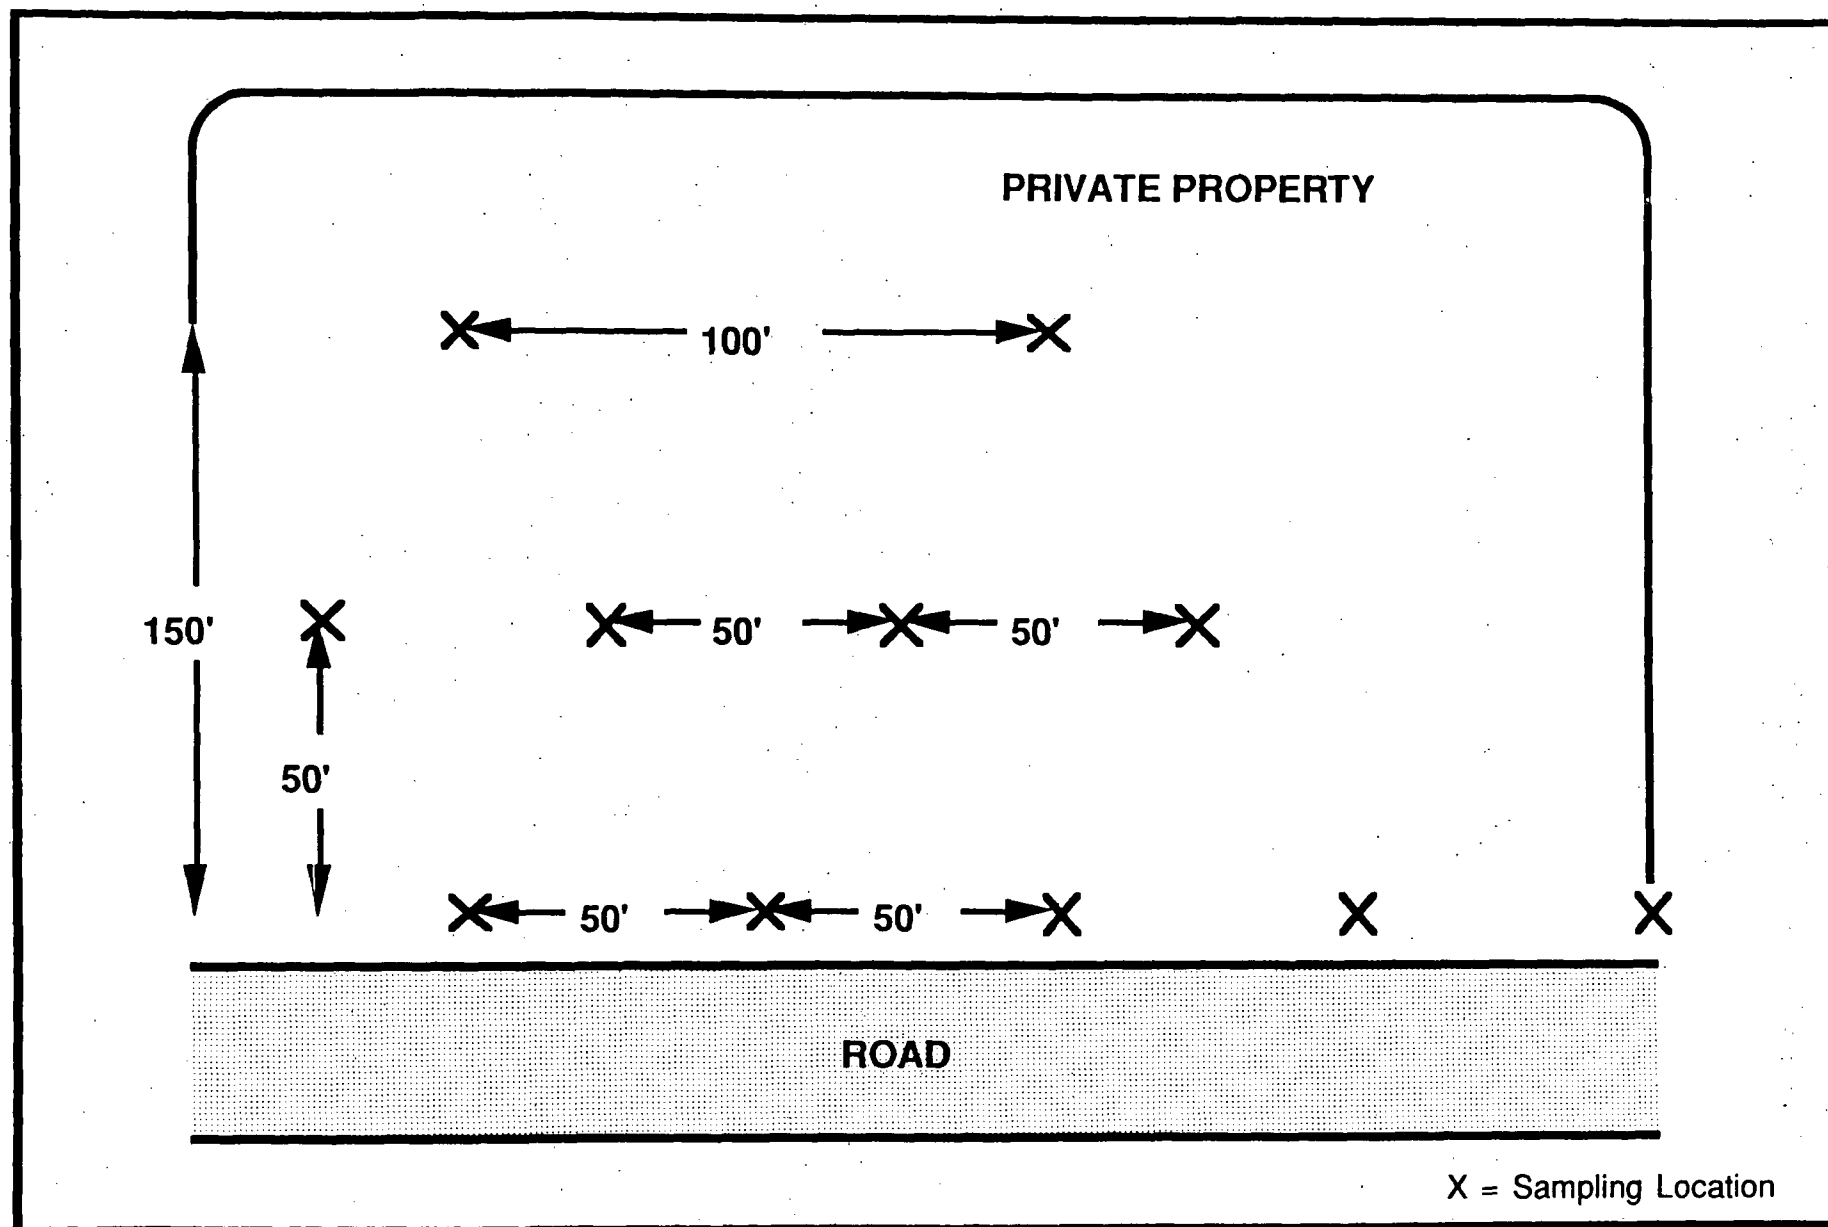 PRIVATE PROPERTY
100'
150'
50'
50'
50'
50'
50'
ROAD
X = Sampling Location